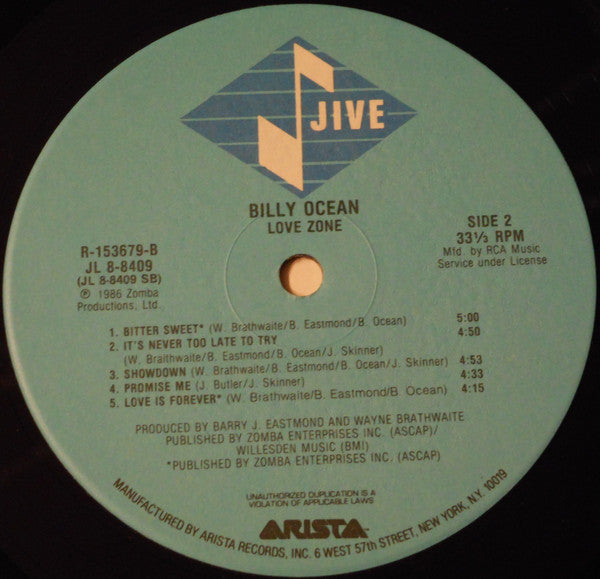 JIVE
BILLY OCEAN
LOVE ZONE
R-153679-B
JL 8-8409
(JL 8-8409 SB)
Ⓟ 1986 Zomba
Productions, Ltd.
SIDE 2
33⅓ RPM
Mfd. by RCA Music
Service under License
1. BITTER SWEET* (W. Brathwaite/B. Eastmond/B. Ocean) 5:00
2. IT'S NEVER TOO LATE TO TRY 4:50
(W. Braithwaite/B. Eastmond/B. Ocean/J. Skinner)
3. SHOWDOWN (W. Brathwaite/B. Eastmond/B. Ocean/J. Skinner) 4:53
4. PROMISE ME (J. Butler/J. Skinner) 4:33
5. LOVE IS FOREVER* (W. Brathwaite/B. Eastmond/B. Ocean) 4:15
PRODUCED BY BARRY J. EASTMOND AND WAYNE BRATHWAITE
PUBLISHED BY ZOMBA ENTERPRISES INC. (ASCAP)/
WILLESDEN MUSIC (BMI)
*PUBLISHED BY ZOMBA ENTERPRISES INC. (ASCAP)
UNAUTHORIZED DUPLICATION IS A
VIOLATION OF APPLICABLE LAWS
ARISTA
MANUFACTURED BY ARISTA RECORDS, INC. 6 WEST 57th STREET, NEW YORK, N.Y. 10019